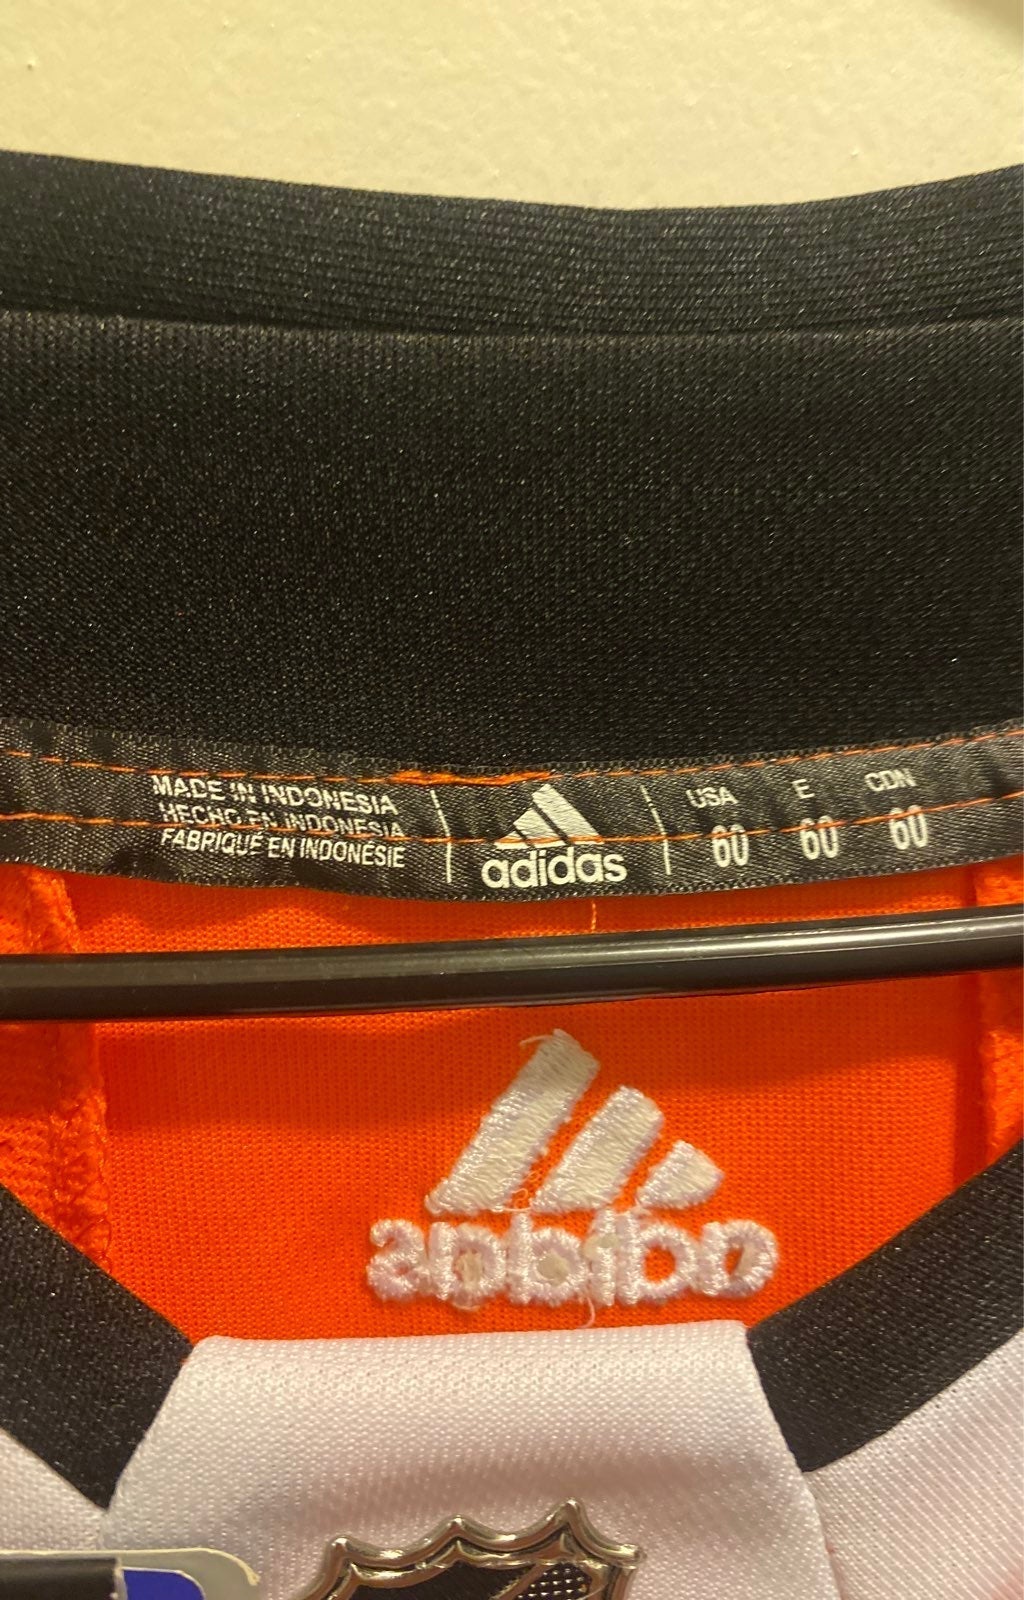 MADE IN INDONESIA
HECHO EN INDONESIA
FABRIQUÉ EN INDONÉSIE
adidas
USA E CDN
60 60 60
adidas